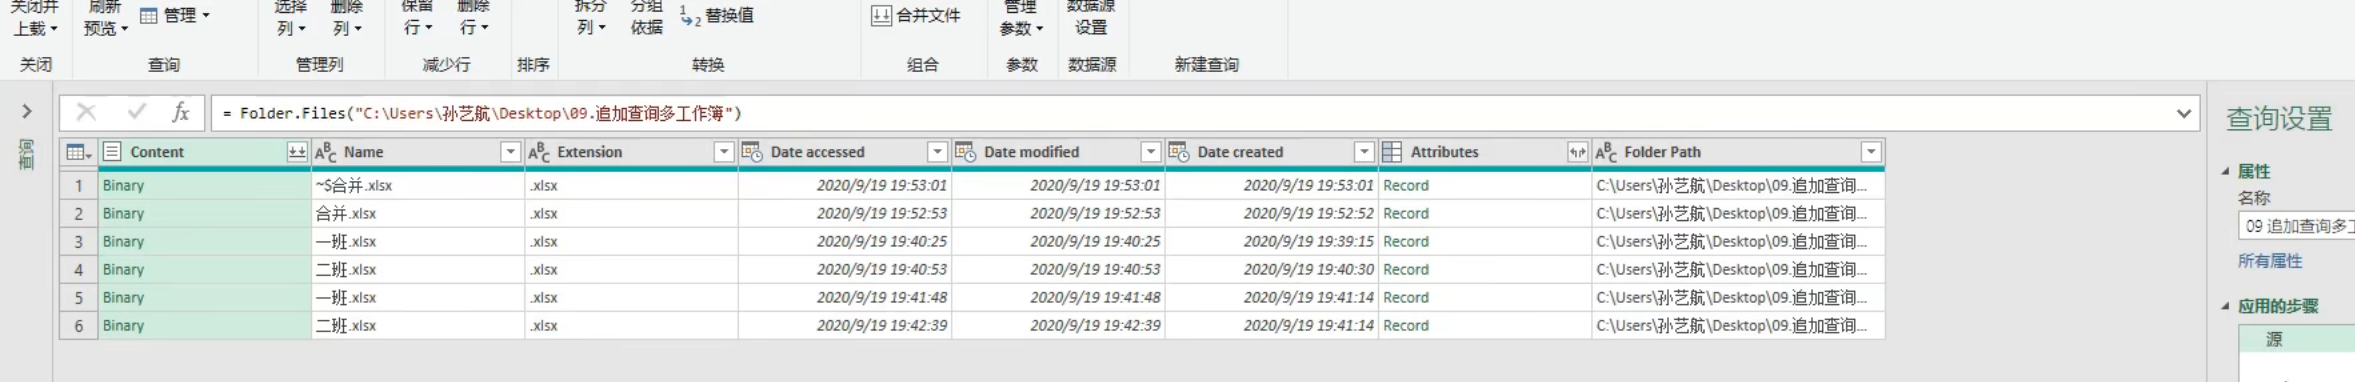 关闭并 刷新 选择 删除 保留 删除 拆分 分组 管理 数据源
上载 预览 管理 列 列 行 行 列 依据 替换值 合并文件 参数 设置
关闭 查询 管理列 减少行 排序 转换 组合 参数 数据源 新建查询
= Folder.Files("C:\Users\孙艺航\Desktop\09.追加查询多工作簿")
查询
Content Name Extension Date accessed Date modified Date created Attributes Folder Path
1 Binary ~$合并.xlsx .xlsx 2020/9/19 19:53:01 2020/9/19 19:53:01 2020/9/19 19:53:01 Record C:\Users\孙艺航\Desktop\09.追加查询...
2 Binary 合并.xlsx .xlsx 2020/9/19 19:52:53 2020/9/19 19:52:53 2020/9/19 19:52:52 Record C:\Users\孙艺航\Desktop\09.追加查询...
3 Binary 一班.xlsx .xlsx 2020/9/19 19:40:25 2020/9/19 19:40:25 2020/9/19 19:39:15 Record C:\Users\孙艺航\Desktop\09.追加查询...
4 Binary 二班.xlsx .xlsx 2020/9/19 19:40:53 2020/9/19 19:40:53 2020/9/19 19:40:30 Record C:\Users\孙艺航\Desktop\09.追加查询...
5 Binary 一班.xlsx .xlsx 2020/9/19 19:41:48 2020/9/19 19:41:48 2020/9/19 19:41:14 Record C:\Users\孙艺航\Desktop\09.追加查询...
6 Binary 二班.xlsx .xlsx 2020/9/19 19:42:39 2020/9/19 19:42:39 2020/9/19 19:41:14 Record C:\Users\孙艺航\Desktop\09.追加查询...
查询设置
属性
名称
09 追加查询多
所有属性
应用的步骤
源